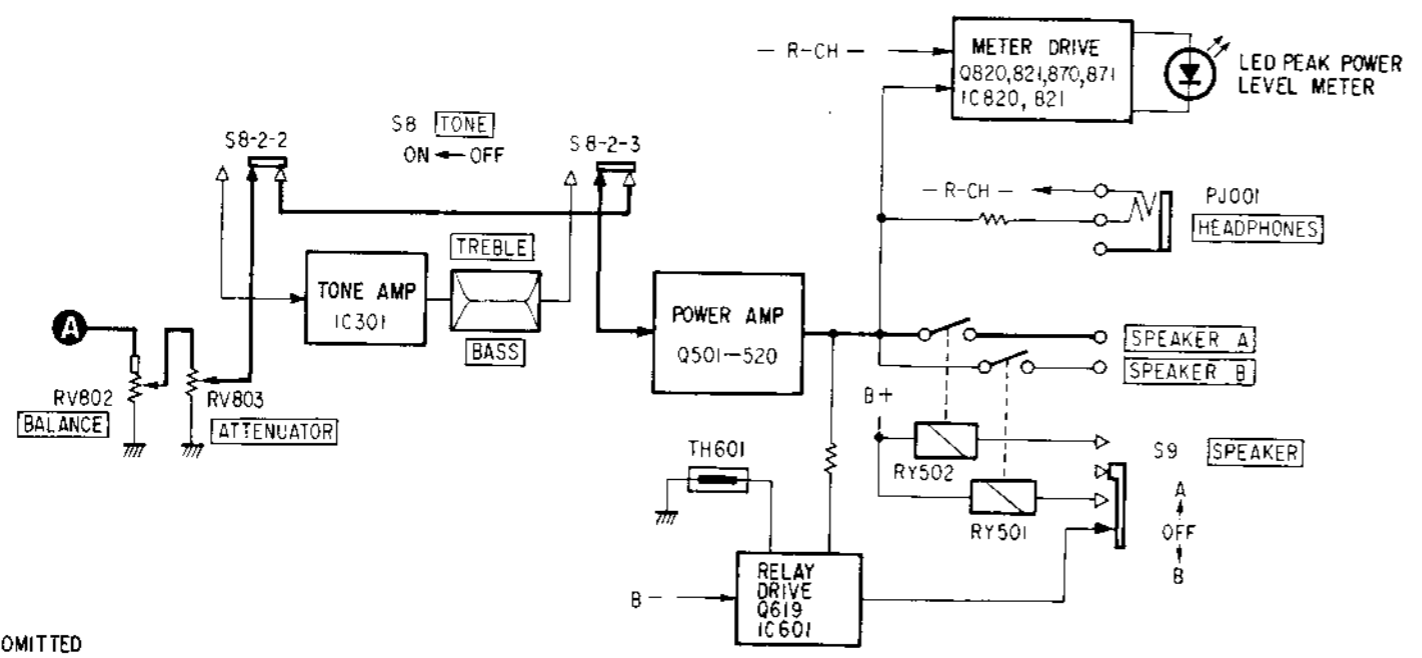 — R-CH —
METER DRIVE
Q820,821,870,871
IC820, 821
LED PEAK POWER
LEVEL METER
S8 TONE
ON ← OFF
S8-2-2
S8-2-3
— R-CH —
PJ001
HEADPHONES
TREBLE
TONE AMP
IC301
BASS
A
POWER AMP
Q501—520
SPEAKER A
SPEAKER B
RV802
BALANCE
RV803
ATTENUATOR
B+
TH601
RY502
RY501
S9 SPEAKER
A
OFF
B
B—
RELAY
DRIVE
Q619
IC601
OMITTED